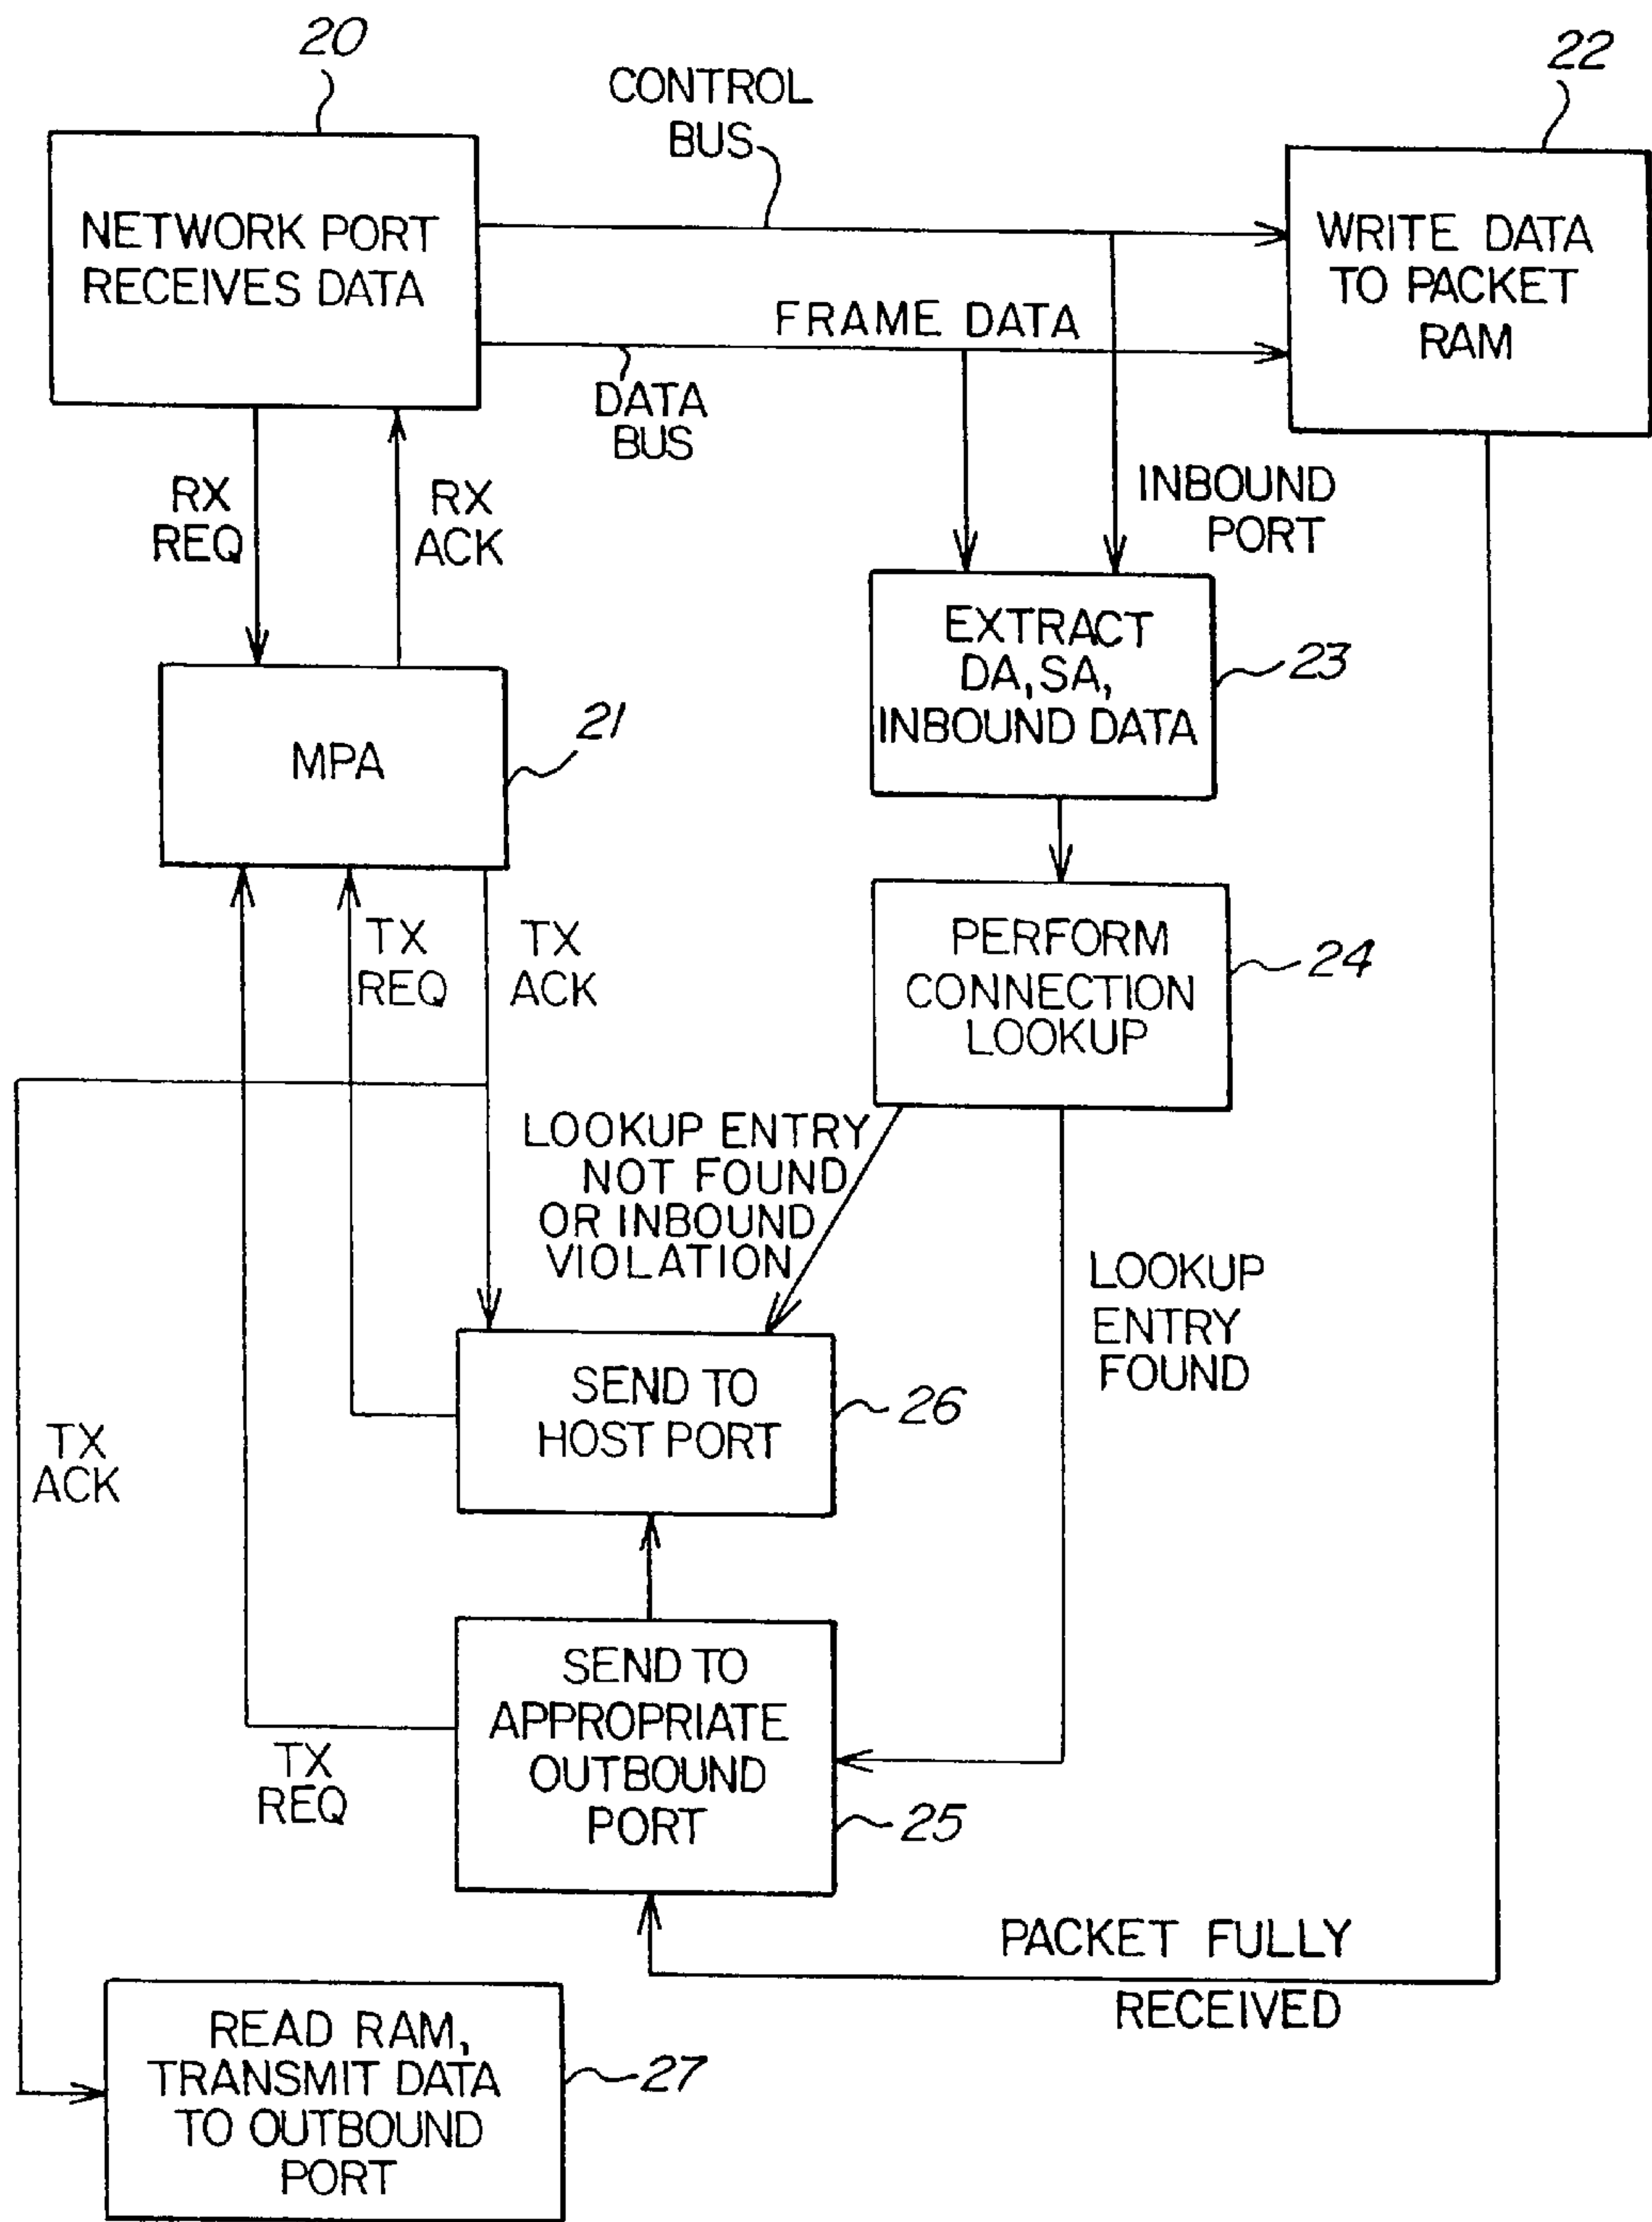 20
CONTROL
BUS
22
NETWORK PORT
RECEIVES DATA
WRITE DATA
TO PACKET
RAM
FRAME DATA
DATA
BUS
RX
REQ
RX
ACK
INBOUND
PORT
EXTRACT
DA, SA,
INBOUND DATA
23
MPA
21
TX
REQ
TX
ACK
PERFORM
CONNECTION
LOOKUP
24
LOOKUP ENTRY
NOT FOUND
OR INBOUND
VIOLATION
LOOKUP
ENTRY
FOUND
SEND TO
HOST PORT
26
TX
ACK
SEND TO
APPROPRIATE
OUTBOUND
PORT
25
TX
REQ
PACKET FULLY
RECEIVED
READ RAM,
TRANSMIT DATA
TO OUTBOUND
PORT
27